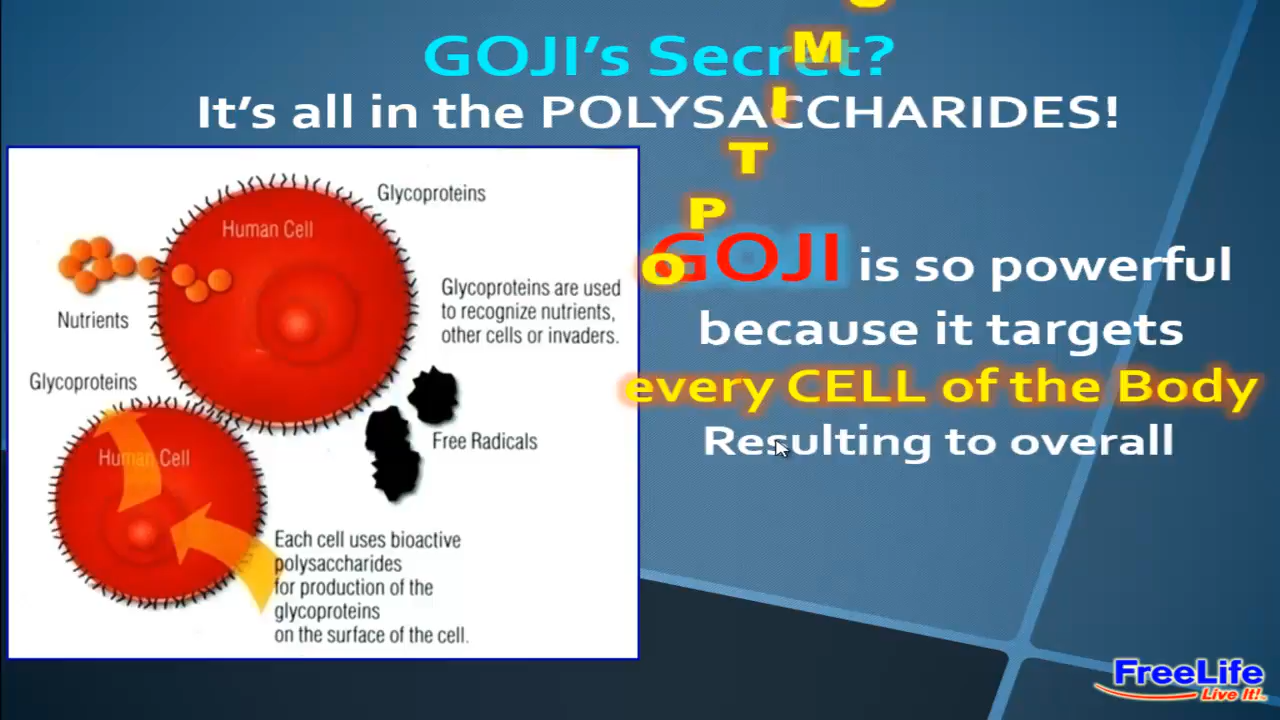 GOJI's Secret?
It's all in the POLYSACCHARIDES!
Glycoproteins
Human Cell
Nutrients
Glycoproteins are used
to recognize nutrients,
other cells or invaders.
Glycoproteins
Free Radicals
Human Cell
Each cell uses bioactive
polysaccharides
for production of the
glycoproteins
on the surface of the cell.
O P T I M
GOJI is so powerful
because it targets
every CELL of the Body
Resulting to overall
FreeLife
Live It!